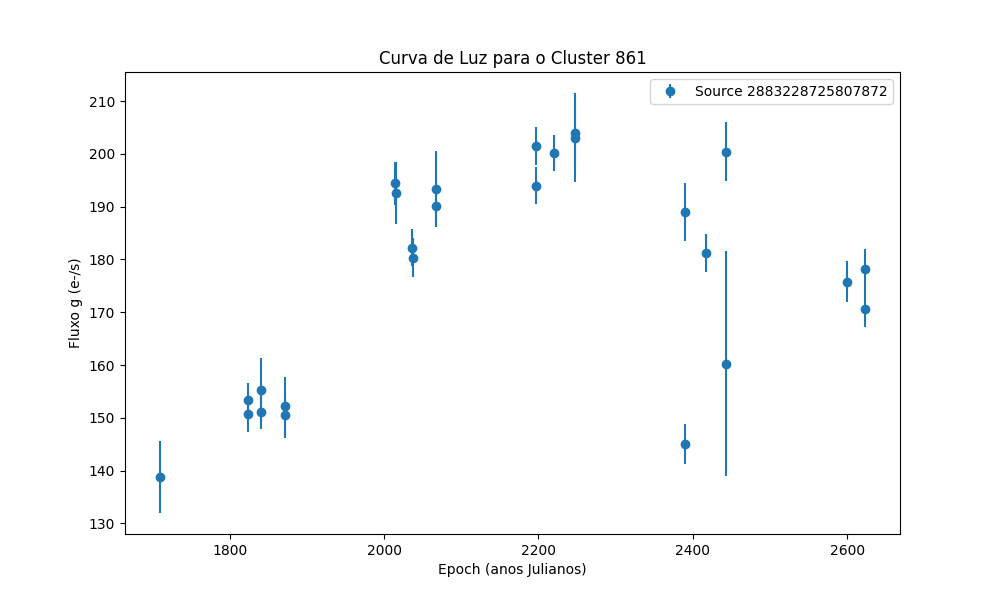 Curva de Luz para o Cluster 861
Source 2883228725807872
Fluxo g (e-/s)
210
200
190
180
170
160
150
140
130
1800 2000 2200 2400 2600
Epoch (anos Julianos)